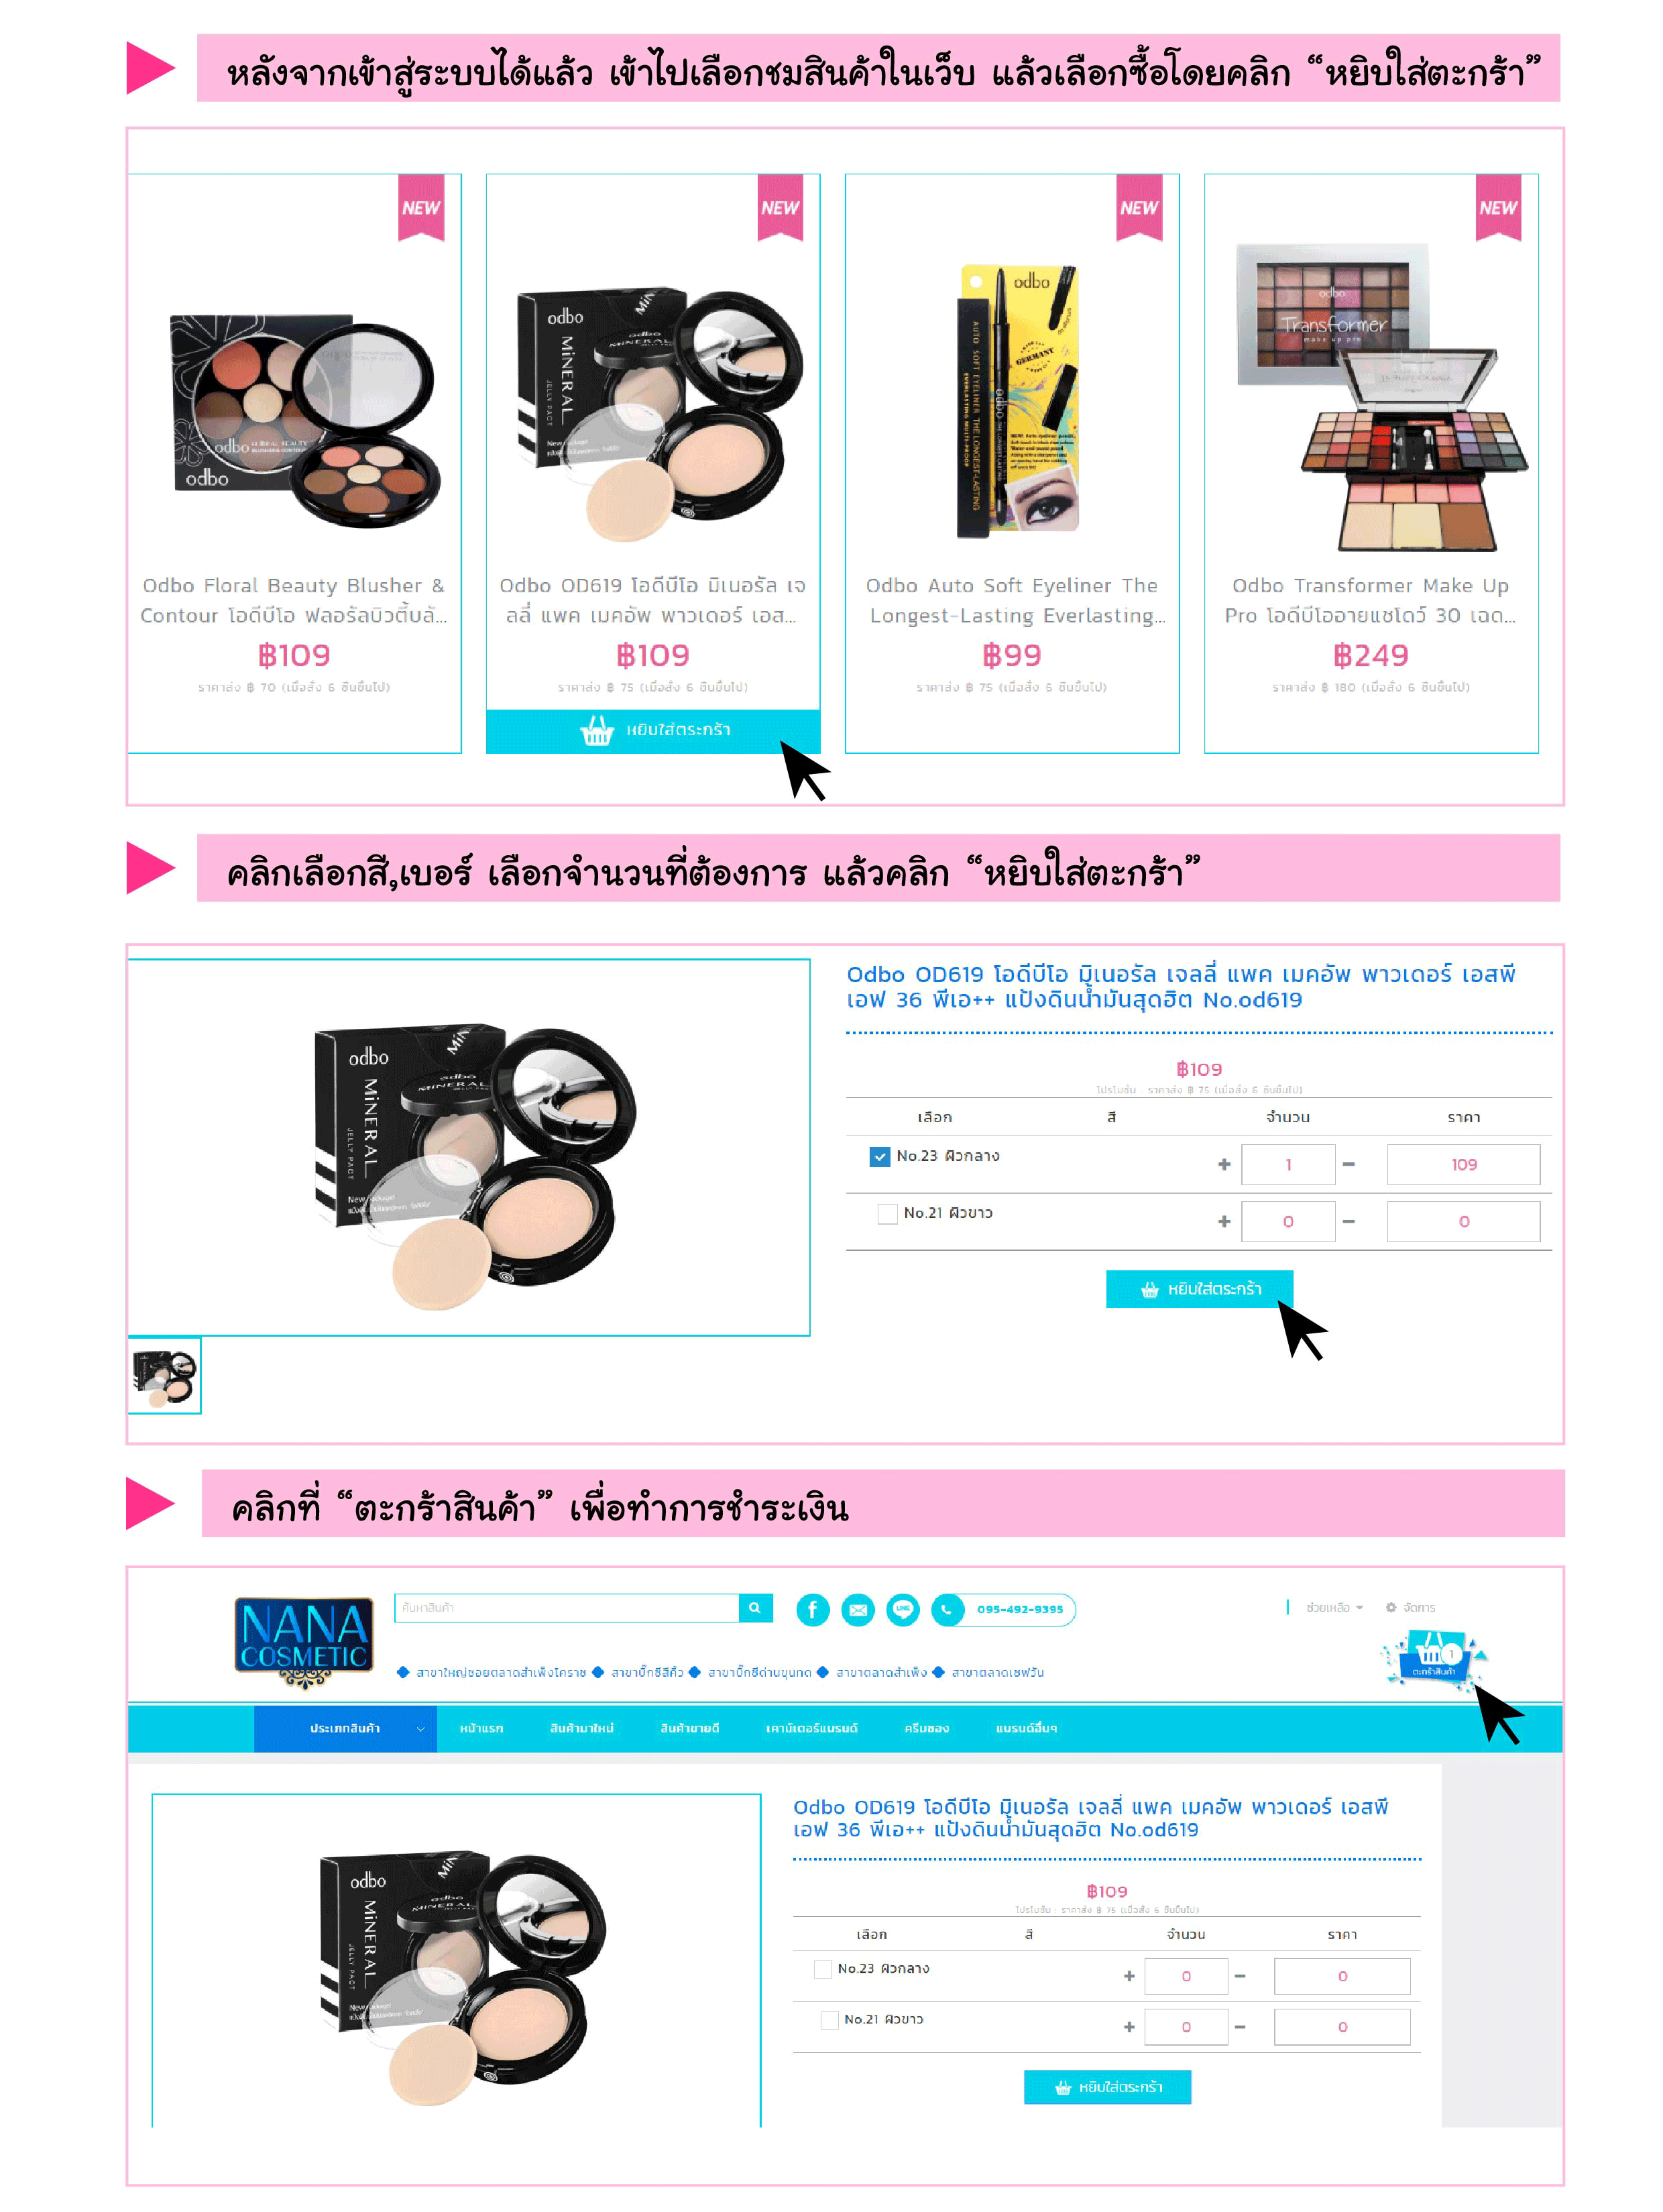 หลังจากเข้าสู่ระบบได้แล้ว เข้าไปเลือกชมสินค้าในเว็บ แล้วเลือกซื้อโดยคลิก “หยิบใส่ตะกร้า”
NEW
NEW
NEW
NEW
odbo
odbo
MiNERAL
JELLY PACT
odbo
GERMANY
AUTO SOFT EYELINER THE LONGEST-LASTING
odbo
Transformer
make up pro
Odbo Floral Beauty Blusher &
Contour โอดีบีโอ ฟลอรัลบิวตี้บลั...
฿109
ราคาส่ง ฿ 70 (เมื่อสั่ง 6 ชิ้นขึ้นไป)
Odbo OD619 โอดีบีโอ มิเนอรัล เจ
ลลี่ แพค เมคอัพ พาวเดอร์ เอส...
฿109
ราคาส่ง ฿ 75 (เมื่อสั่ง 6 ชิ้นขึ้นไป)
หยิบใส่ตระกร้า
Odbo Auto Soft Eyeliner The
Longest-Lasting Everlasting...
฿99
ราคาส่ง ฿ 75 (เมื่อสั่ง 6 ชิ้นขึ้นไป)
Odbo Transformer Make Up
Pro โอดีบีโออายแชโดว์ 30 เฉด...
฿249
ราคาส่ง ฿ 180 (เมื่อสั่ง 6 ชิ้นขึ้นไป)
คลิกเลือกสี,เบอร์ เลือกจำนวนที่ต้องการ แล้วคลิก “หยิบใส่ตะกร้า”
odbo
MiNERAL
JELLY PACT
Odbo OD619 โอดีบีโอ มิเนอรัล เจลลี่ แพค เมคอัพ พาวเดอร์ เอสพี
เอฟ 36 พีเอ++ แป้งดินน้ำมันสุดฮิต No.od619
฿109
โปรโมชั่น : ราคาส่ง ฿ 75 (เมื่อสั่ง 6 ชิ้นขึ้นไป)
เลือก สี จำนวน ราคา
No.23 ผิวกลาง + 1 − 109
No.21 ผิวขาว + 0 − 0
หยิบใส่ตระกร้า
คลิกที่ “ตะกร้าสินค้า” เพื่อทำการชำระเงิน
NANA
COSMETIC
ค้นหาสินค้า
LINE
095-492-9395
ช่วยเหลือ
จัดการ
1
ตะกร้าสินค้า
สาขาใหญ่ซอยตลาดสำเพ็งโคราช สาขาบิ๊กซีสีคิ้ว สาขาบิ๊กซีด่านขุนทด สาขาตลาดสำเพ็ง สาขาตลาดเซฟวัน
ประเภทสินค้า หน้าแรก สินค้ามาใหม่ สินค้าขายดี เคาน์เตอร์แบรนด์ ครีมซอง แบรนด์อื่นๆ
odbo
MiNERAL
JELLY PACT
Odbo OD619 โอดีบีโอ มิเนอรัล เจลลี่ แพค เมคอัพ พาวเดอร์ เอสพี
เอฟ 36 พีเอ++ แป้งดินน้ำมันสุดฮิต No.od619
฿109
โปรโมชั่น : ราคาส่ง ฿ 75 (เมื่อสั่ง 6 ชิ้นขึ้นไป)
เลือก สี จำนวน ราคา
No.23 ผิวกลาง + 0 − 0
No.21 ผิวขาว + 0 − 0
หยิบใส่ตระกร้า